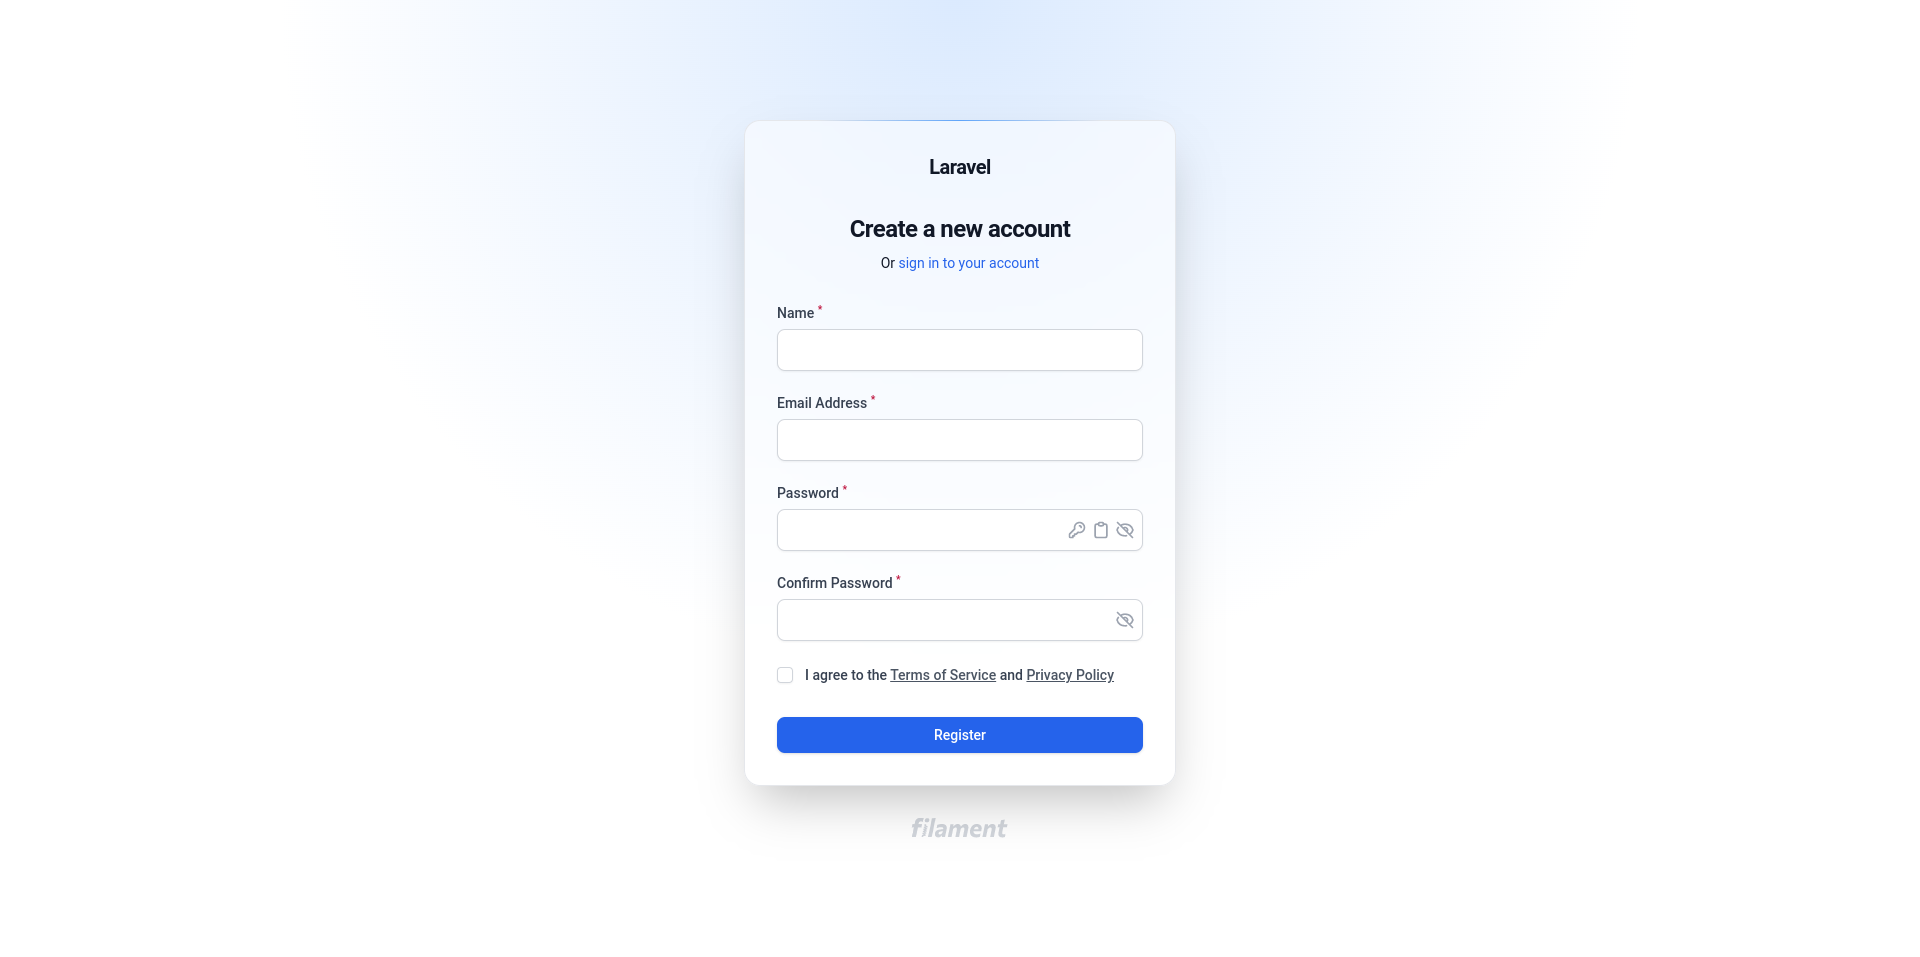 Laravel
Create a new account
Or sign in to your account
Name *
Email Address *
Password *
Confirm Password *
I agree to the Terms of Service and Privacy Policy
Register
filament